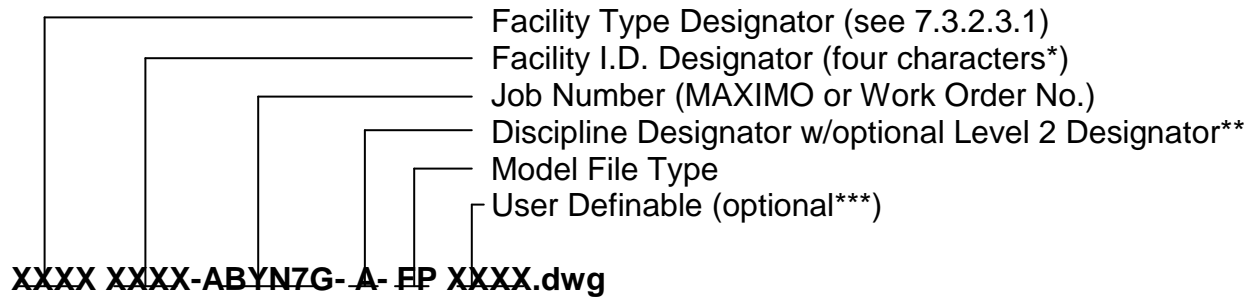 Facility Type Designator (see 7.3.2.3.1)
Facility I.D. Designator (four characters*)
Job Number (MAXIMO or Work Order No.)
Discipline Designator w/optional Level 2 Designator**
Model File Type
User Definable (optional***)
XXXX XXXX-ABYN7G- A- FP XXXX.dwg